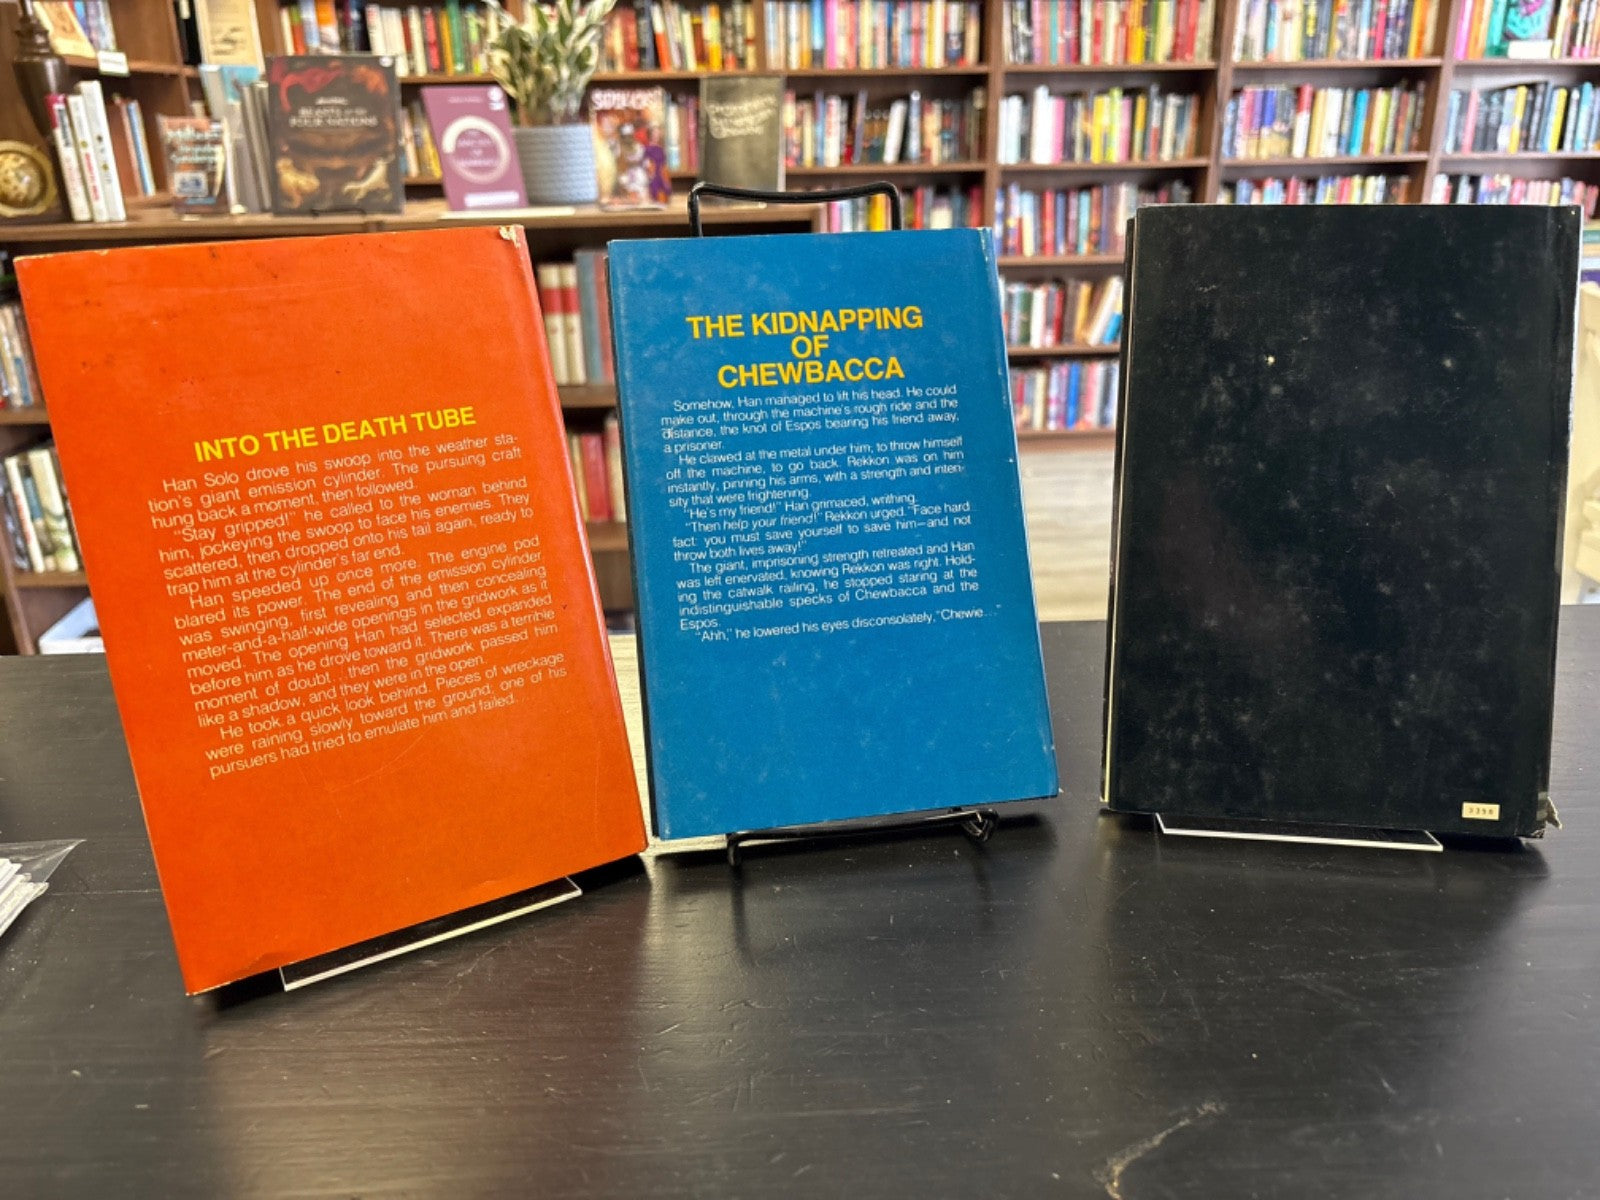 INTO THE DEATH TUBE
Han Solo drove his swoop into the weather sta-
tion's giant emission cylinder. The pursuing craft
hung back a moment, then followed.
"Stay gripped!" he called to the woman behind
him, jockeying the swoop to face his enemies. They
scattered, then dropped onto his tail again, ready to
trap him at the cylinder's far end.
Han speeded up once more. The engine pod
blared its power. The end of the emission cylinder,
was swinging, first revealing and then concealing
meter-and-a-half-wide openings in the gridwork as it
moved. The opening Han had selected expanded
before him as he drove toward it. There was a terrible
moment of doubt...then the gridwork passed him
like a shadow, and they were in the open.
He took a quick look behind. Pieces of wreckage
were raining slowly toward the ground; one of his
pursuers had tried to emulate him and failed...
THE KIDNAPPING
OF
CHEWBACCA
Somehow, Han managed to lift his head. He could
make out, through the machine's rough ride and the
distance, the knot of Espos bearing his friend away,
a prisoner.
He clawed at the metal under him, to throw himself
off the machine, to go back. Rekkon was on him
instantly, pinning his arms, with a strength and inten-
sity that were frightening.
"He's my friend!" Han grimaced, writhing.
"Then help your friend!" Rekkon urged. "Face hard
fact: you must save yourself to save him—and not
throw both lives away!"
The giant, imprisoning strength retreated and Han
was left enervated, knowing Rekkon was right. Hold-
ing the catwalk railing, he stopped staring at the
indistinguishable specks of Chewbacca and the
Espos.
"Ahh," he lowered his eyes disconsolately, "Chewie..."
3350